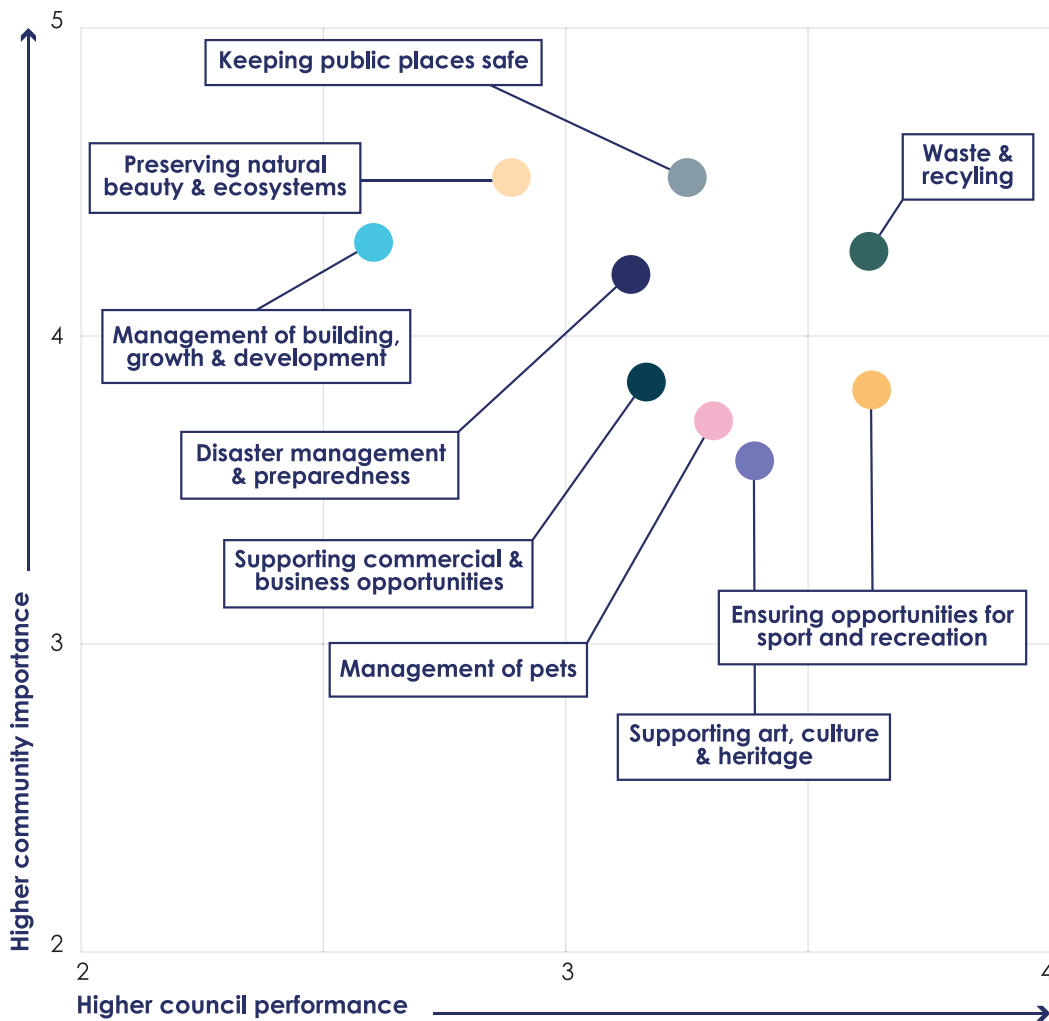 5
Keeping public places safe
Preserving natural
beauty & ecosystems
Waste &
recyling
Management of building,
growth & development
4
Disaster management
& preparedness
Supporting commercial &
business opportunities
Ensuring opportunities for
sport and recreation
3
Management of pets
Supporting art, culture
& heritage
Higher community importance
2
2
3
4
Higher council performance